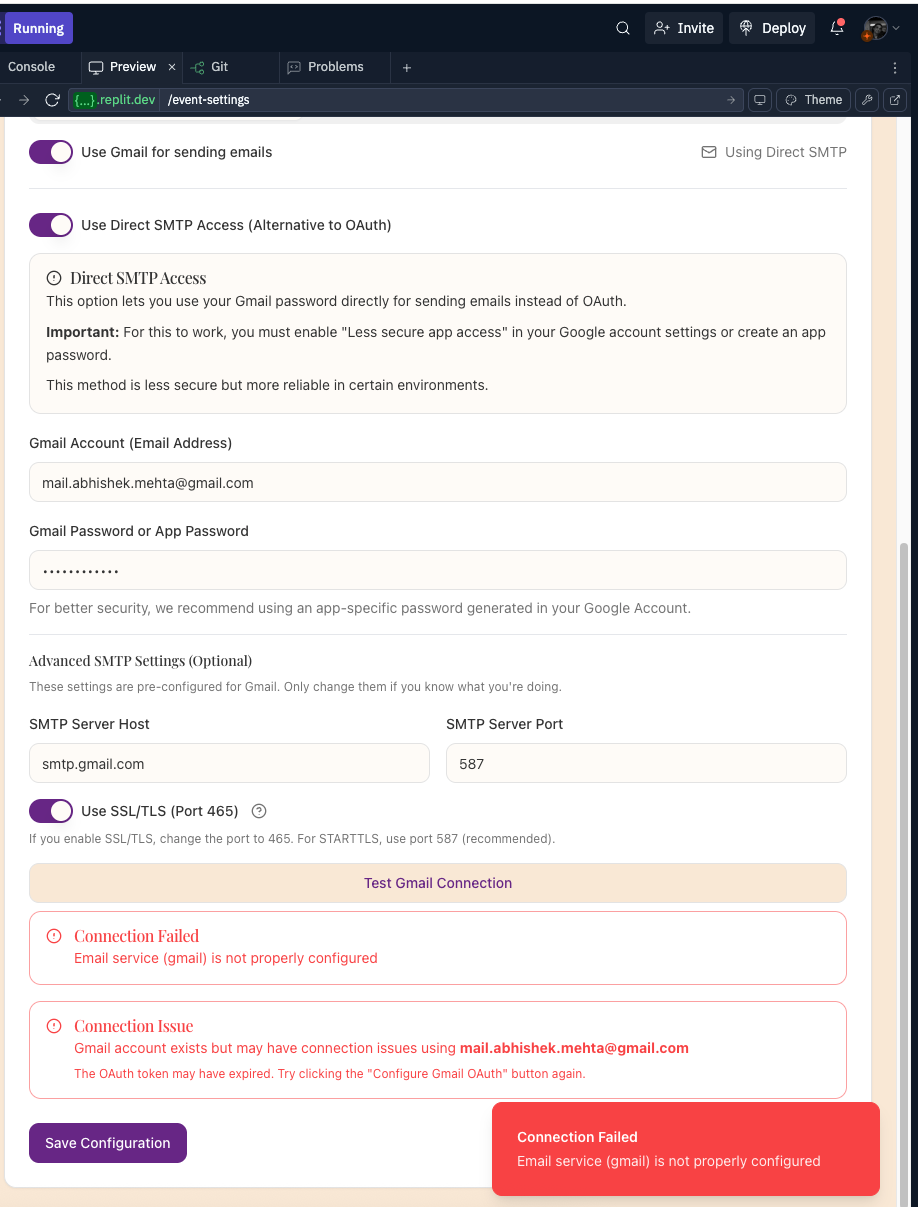 Running
Invite
Deploy
Console
Preview ×
Git
Problems
+
{...}.replit.dev /event-settings
Theme
Use Gmail for sending emails
Using Direct SMTP
Use Direct SMTP Access (Alternative to OAuth)
Direct SMTP Access
This option lets you use your Gmail password directly for sending emails instead of OAuth.
Important: For this to work, you must enable "Less secure app access" in your Google account settings or create an app
password.
This method is less secure but more reliable in certain environments.
Gmail Account (Email Address)
mail.abhishek.mehta@gmail.com
Gmail Password or App Password
••••••••••••
For better security, we recommend using an app-specific password generated in your Google Account.
Advanced SMTP Settings (Optional)
These settings are pre-configured for Gmail. Only change them if you know what you're doing.
SMTP Server Host
SMTP Server Port
smtp.gmail.com
587
Use SSL/TLS (Port 465)
If you enable SSL/TLS, change the port to 465. For STARTTLS, use port 587 (recommended).
Test Gmail Connection
Connection Failed
Email service (gmail) is not properly configured
Connection Issue
Gmail account exists but may have connection issues using mail.abhishek.mehta@gmail.com
The OAuth token may have expired. Try clicking the "Configure Gmail OAuth" button again.
Save Configuration
Connection Failed
Email service (gmail) is not properly configured